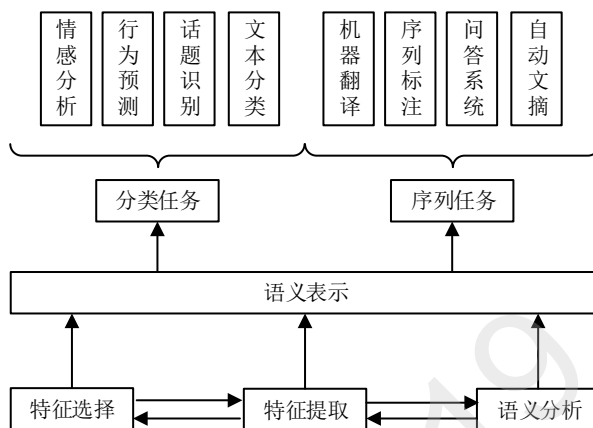 情感分析
行为预测
话题识别
文本分类
机器翻译
序列标注
问答系统
自动文摘
分类任务
序列任务
语义表示
特征选择
特征提取
语义分析